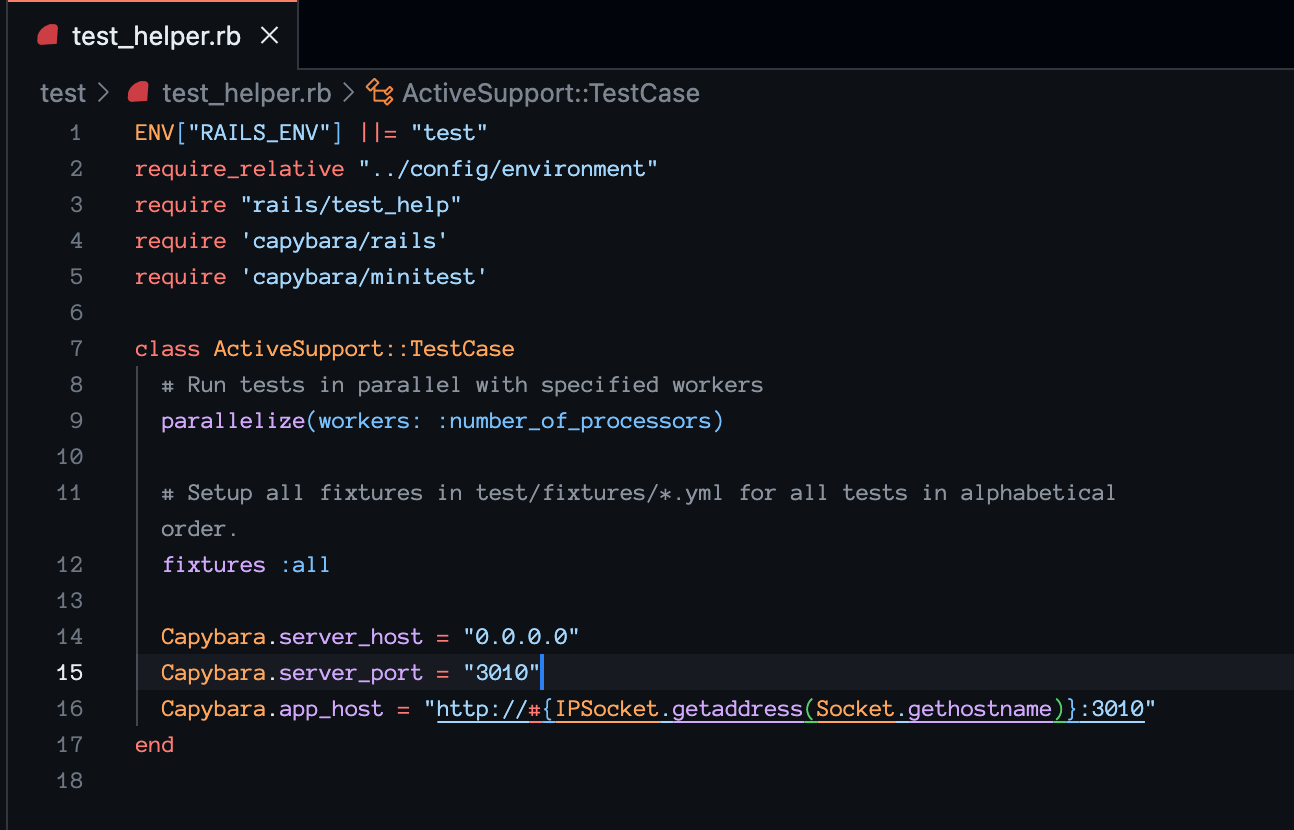 test_helper.rb
test > test_helper.rb > ActiveSupport::TestCase
1 ENV["RAILS_ENV"] ||= "test"
2 require_relative "../config/environment"
3 require "rails/test_help"
4 require 'capybara/rails'
5 require 'capybara/minitest'
6
7 class ActiveSupport::TestCase
8 # Run tests in parallel with specified workers
9 parallelize(workers: :number_of_processors)
10
11 # Setup all fixtures in test/fixtures/*.yml for all tests in alphabetical
order.
12 fixtures :all
13
14 Capybara.server_host = "0.0.0.0"
15 Capybara.server_port = "3010"
16 Capybara.app_host = "http://#{IPSocket.getaddress(Socket.gethostname)}:3010"
17 end
18